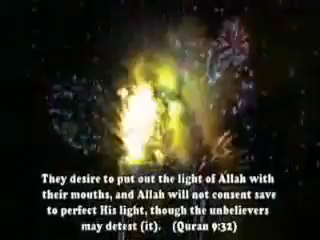 They desire to put out the light of Allah with
their mouths, and Allah will not consent save
to perfect His light, though the unbelievers
may detest (it).   (Quran 9:32)